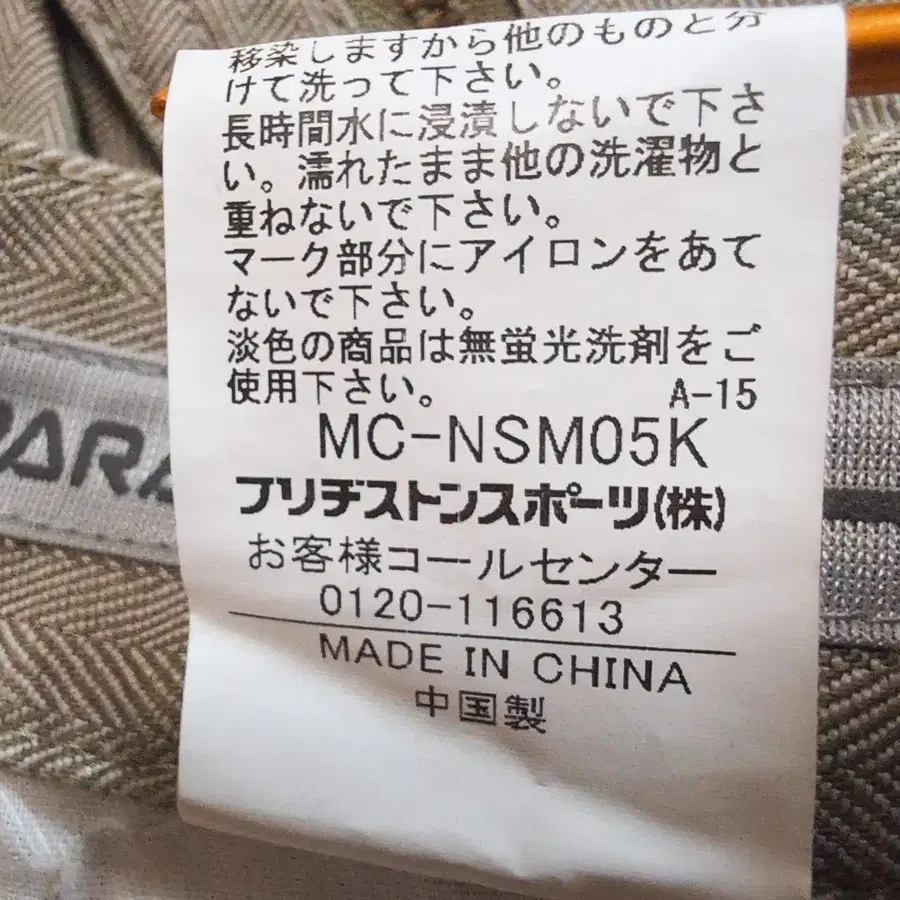 移染しますから他のものと分
けて洗って下さい。
長時間水に浸漬しないで下さ
い。濡れたまま他の洗濯物と
重ねないで下さい。
マーク部分にアイロンをあて
ないで下さい。
淡色の商品は無蛍光洗剤をご
使用下さい。 A-15
MC-NSM05K
ブリヂストンスポーツ(株)
お客様コールセンター
0120-116613
MADE IN CHINA
中国製